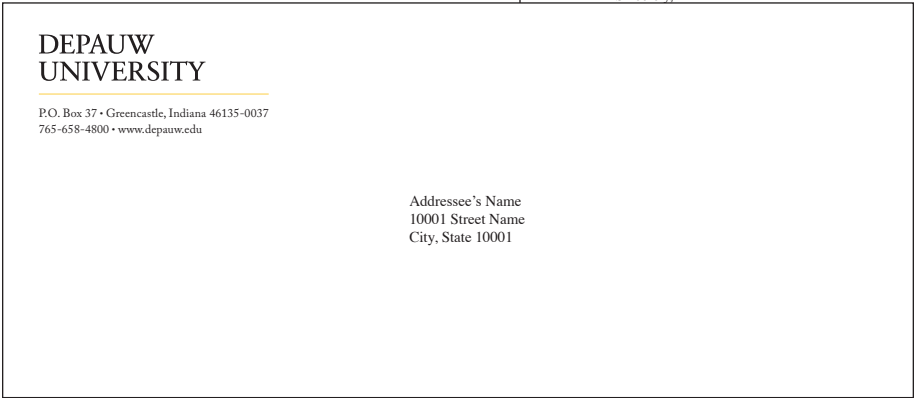 DEPAUW
UNIVERSITY
P.O. Box 37 • Greencastle, Indiana 46135-0037
765-658-4800 • www.depauw.edu
Addressee’s Name
10001 Street Name
City, State 10001